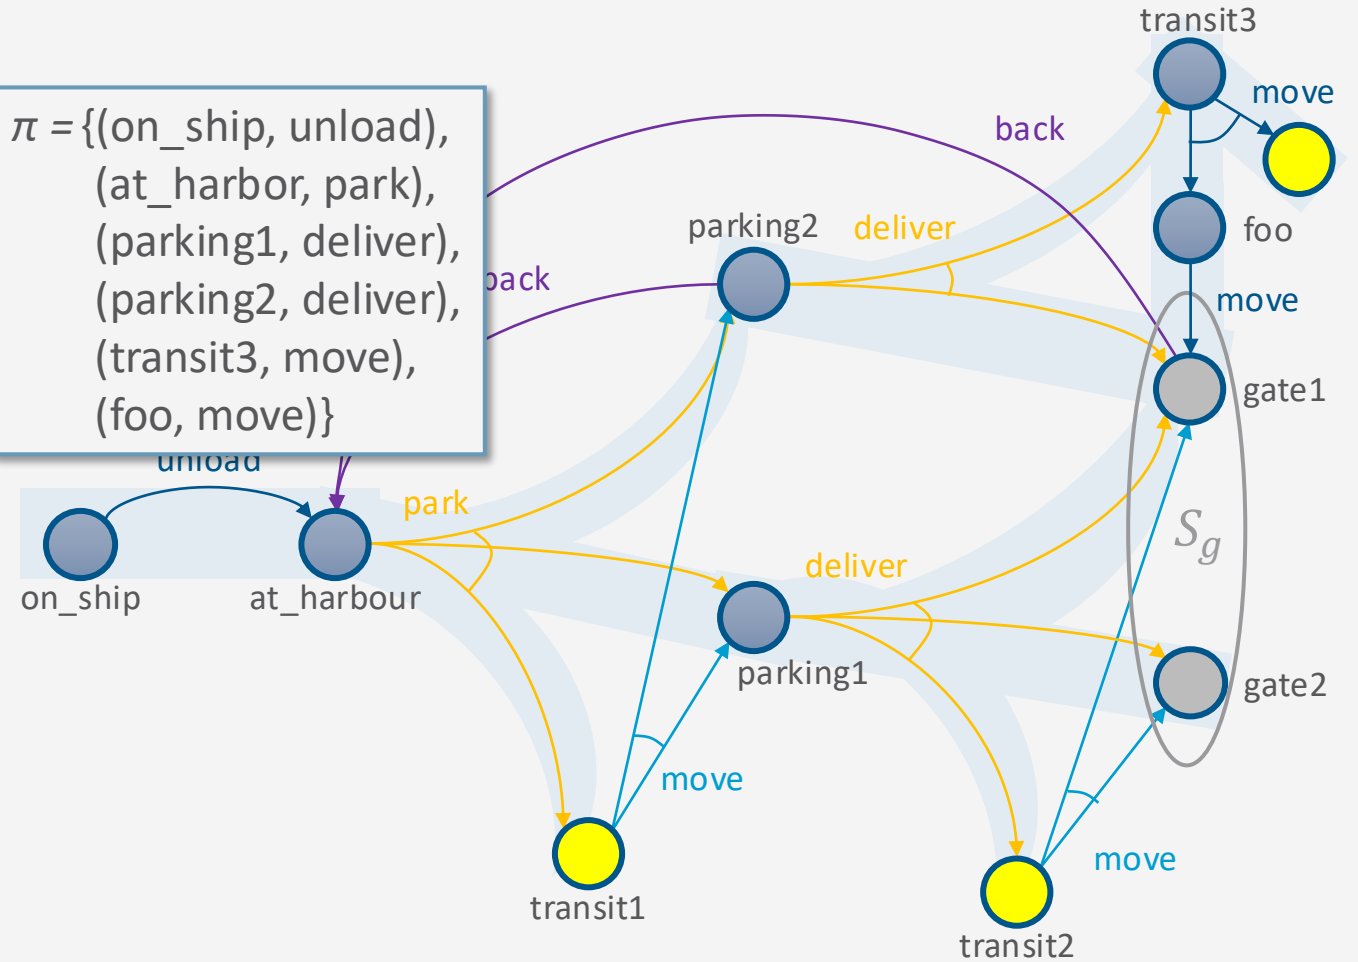 transit3
move
back
π = {(on_ship, unload),
(at_harbor, park),
(parking1, deliver),
(parking2, deliver),
(transit3, move),
(foo, move)}
parking2
deliver
foo
back
move
gate1
unload
park
S_g
deliver
on_ship
at_harbour
parking1
gate2
move
move
transit1
transit2